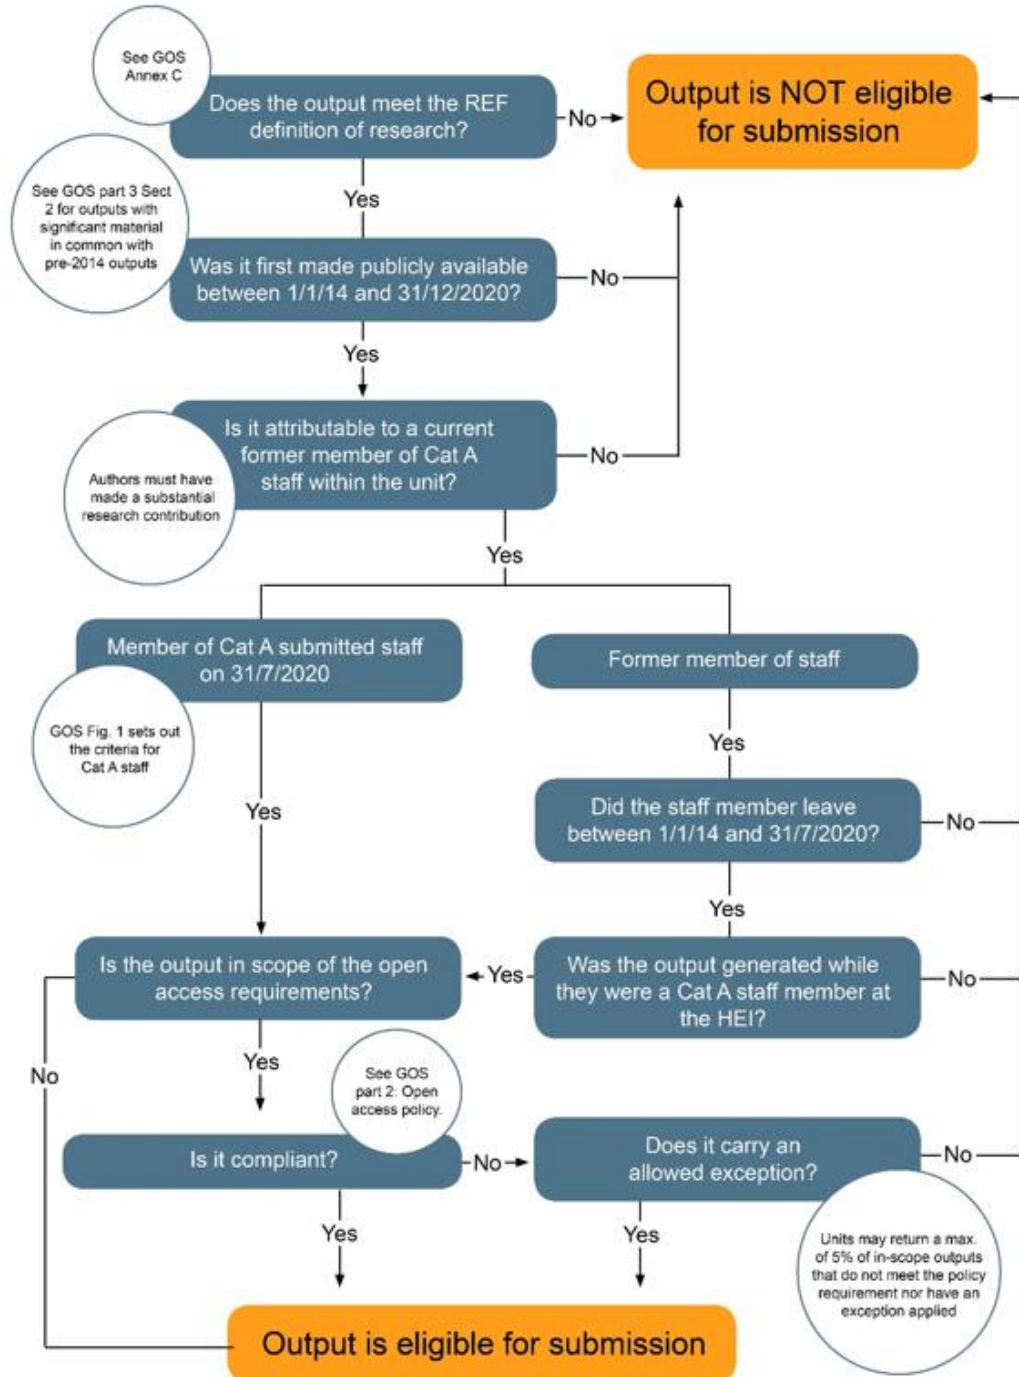 See GOS
Annex C
Does the output meet the REF
definition of research?
No
Output is NOT eligible
for submission
Yes
See GOS part 3 Sect
2 for outputs with
significant material
in common with
pre-2014 outputs
Was it first made publicly available
between 1/1/14 and 31/12/2020?
No
Yes
Is it attributable to a current
former member of Cat A
staff within the unit?
No
Authors must have
made a substantial
research contribution
Yes
Member of Cat A submitted staff
on 31/7/2020
Former member of staff
GOS Fig. 1 sets out
the criteria for
Cat A staff
Yes
Yes
Did the staff member leave
between 1/1/14 and 31/7/2020?
No
Yes
Is the output in scope of the open
access requirements?
Yes
Was the output generated while
they were a Cat A staff member at
the HEI?
No
No
Yes
See GOS
part 2: Open
access policy.
Is it compliant?
No
Does it carry an
allowed exception?
No
Yes
Yes
Units may return a max.
of 5% of in-scope outputs
that do not meet the policy
requirement nor have an
exception applied
Output is eligible for submission